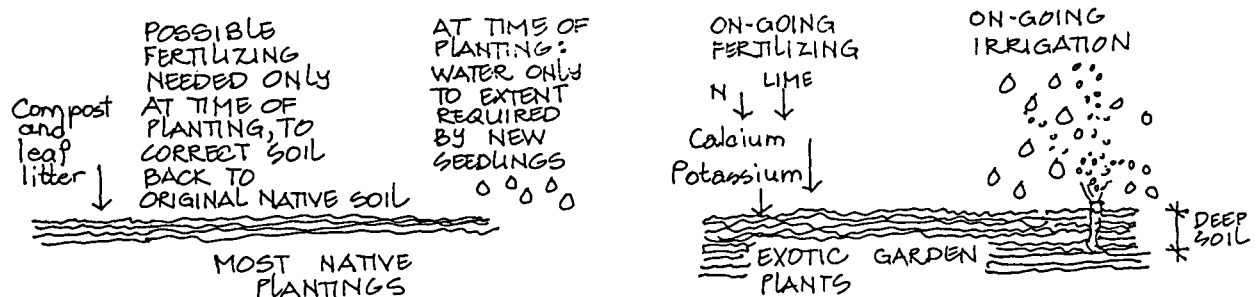 Compost
and
leaf
litter
POSSIBLE
FERTILIZING
NEEDED ONLY
AT TIME OF
PLANTING, TO
CORRECT SOIL
BACK TO
ORIGINAL NATIVE SOIL
AT TIME OF
PLANTING:
WATER ONLY
TO EXTENT
REQUIRED
BY NEW
SEEDLINGS
MOST NATIVE
PLANTINGS
ON-GOING
FERTILIZING
N LIME
Calcium
Potassium
ON-GOING
IRRIGATION
DEEP
SOIL
EXOTIC GARDEN
PLANTS